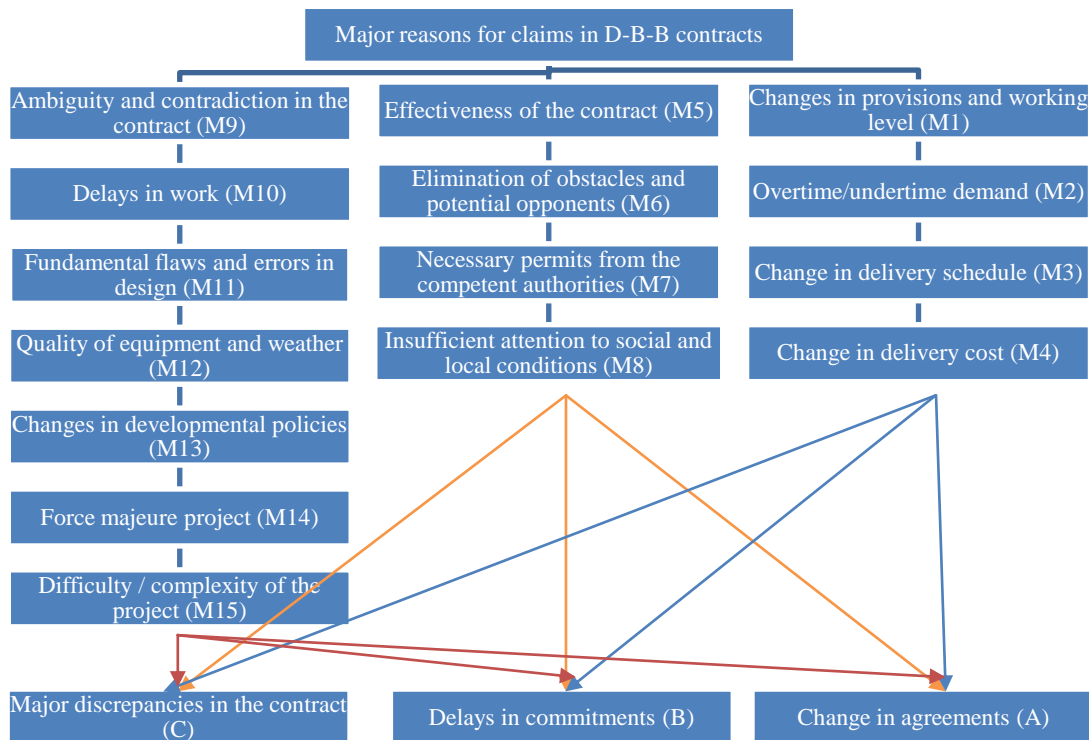 Major reasons for claims in D-B-B contracts
Ambiguity and contradiction in the
contract (M9)
Delays in work (M10)
Fundamental flaws and errors in
design (M11)
Quality of equipment and weather
(M12)
Changes in developmental policies
(M13)
Force majeure project (M14)
Difficulty / complexity of the
project (M15)
Effectiveness of the contract (M5)
Elimination of obstacles and
potential opponents (M6)
Necessary permits from the
competent authorities (M7)
Insufficient attention to social and
local conditions (M8)
Changes in provisions and working
level (M1)
Overtime/undertime demand (M2)
Change in delivery schedule (M3)
Change in delivery cost (M4)
Major discrepancies in the contract
(C)
Delays in commitments (B)
Change in agreements (A)